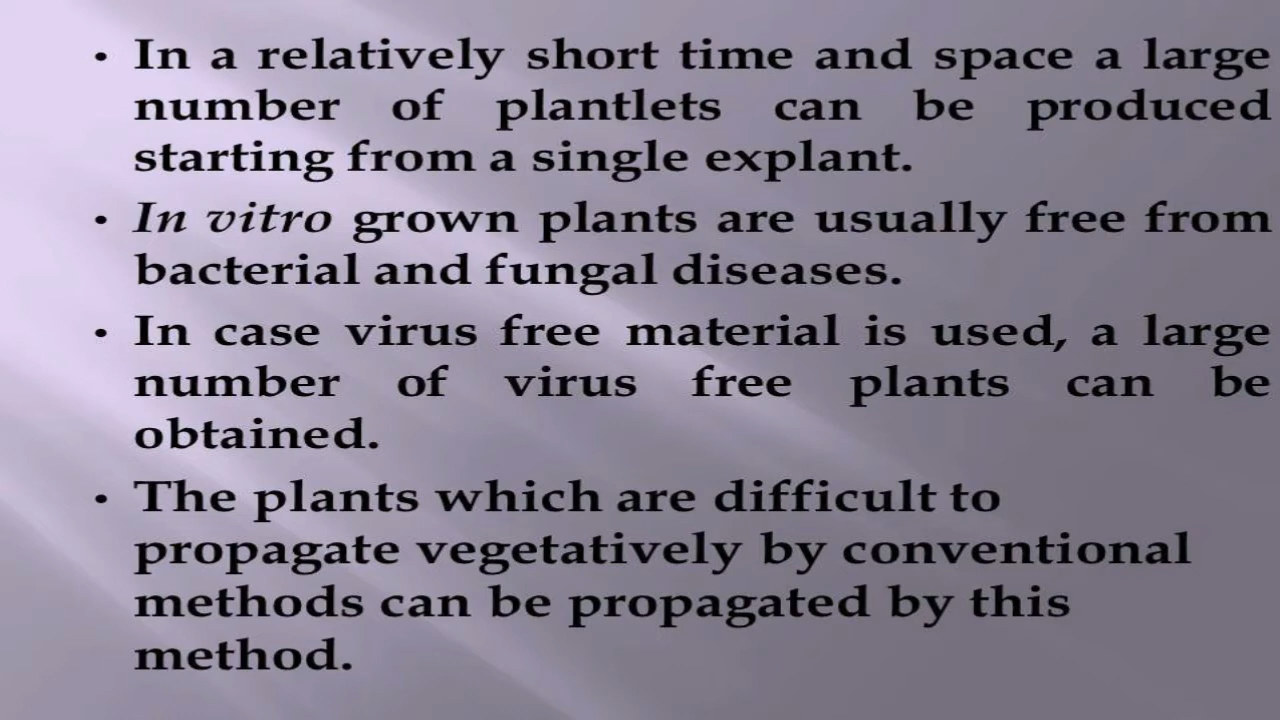 • In a relatively short time and space a large
number of plantlets can be produced
starting from a single explant.
• In vitro grown plants are usually free from
bacterial and fungal diseases.
• In case virus free material is used, a large
number of virus free plants can be
obtained.
• The plants which are difficult to
propagate vegetatively by conventional
methods can be propagated by this
method.